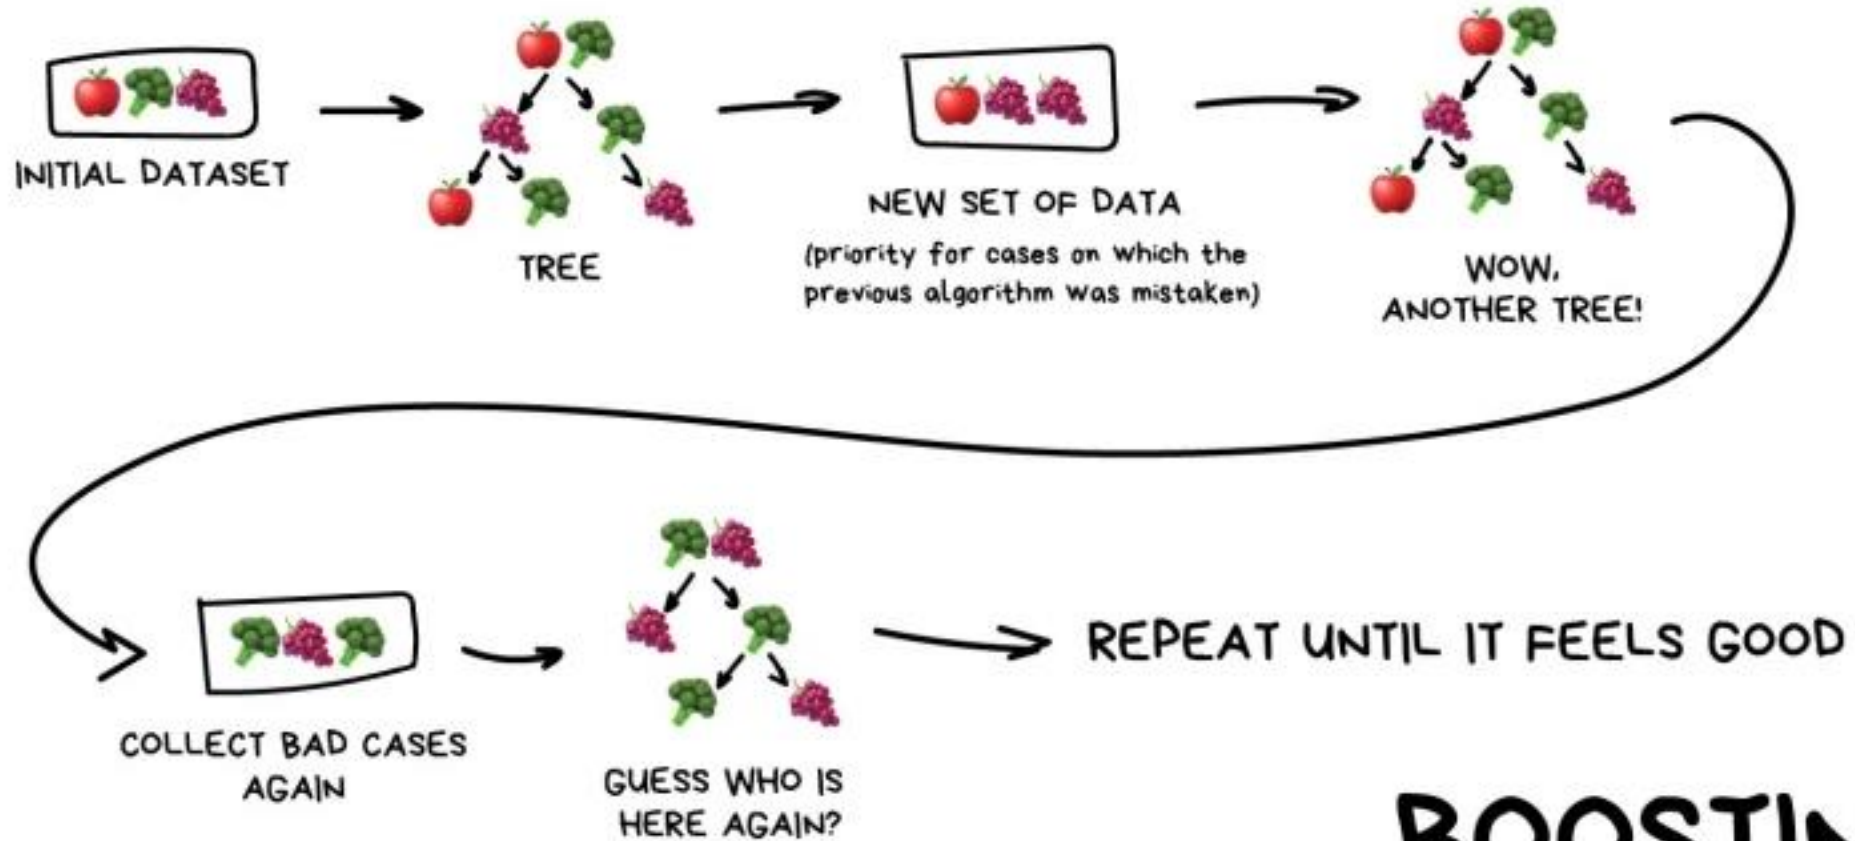 INITIAL DATASET
TREE
NEW SET OF DATA
(priority for cases on which the
previous algorithm was mistaken)
WOW,
ANOTHER TREE!
COLLECT BAD CASES
AGAIN
GUESS WHO IS
HERE AGAIN?
REPEAT UNTIL IT FEELS GOOD